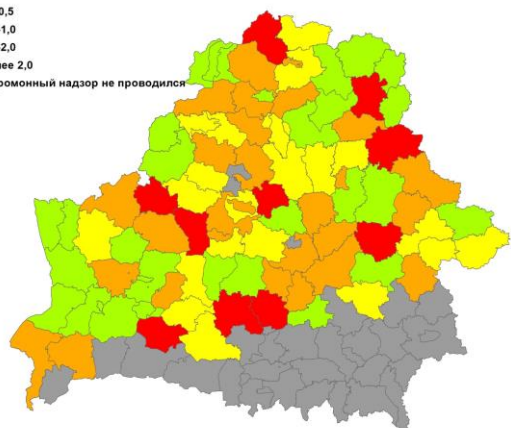 0,5
1,0
2,0
ее 2,0
ромонный надзор не проводился